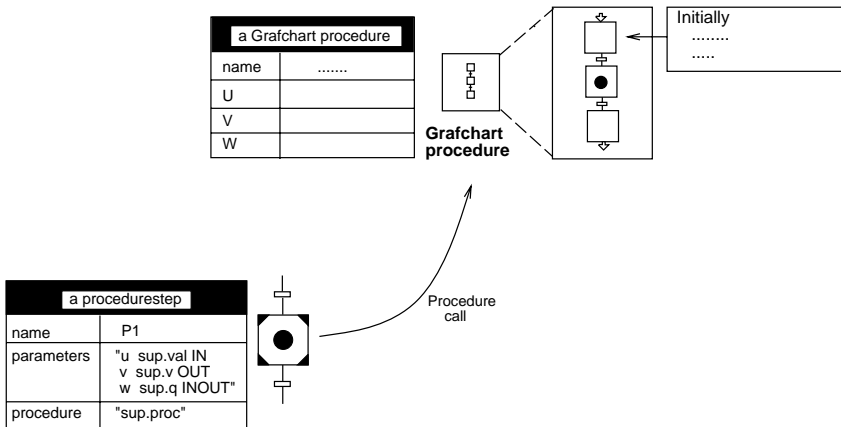 a Grafchart procedure
name .......
U
V
W
Grafchart
procedure
Initially
........
.....
Procedure
call
a procedurestep
name P1
parameters "u sup.val IN
v sup.v OUT
w sup.q INOUT"
procedure "sup.proc"